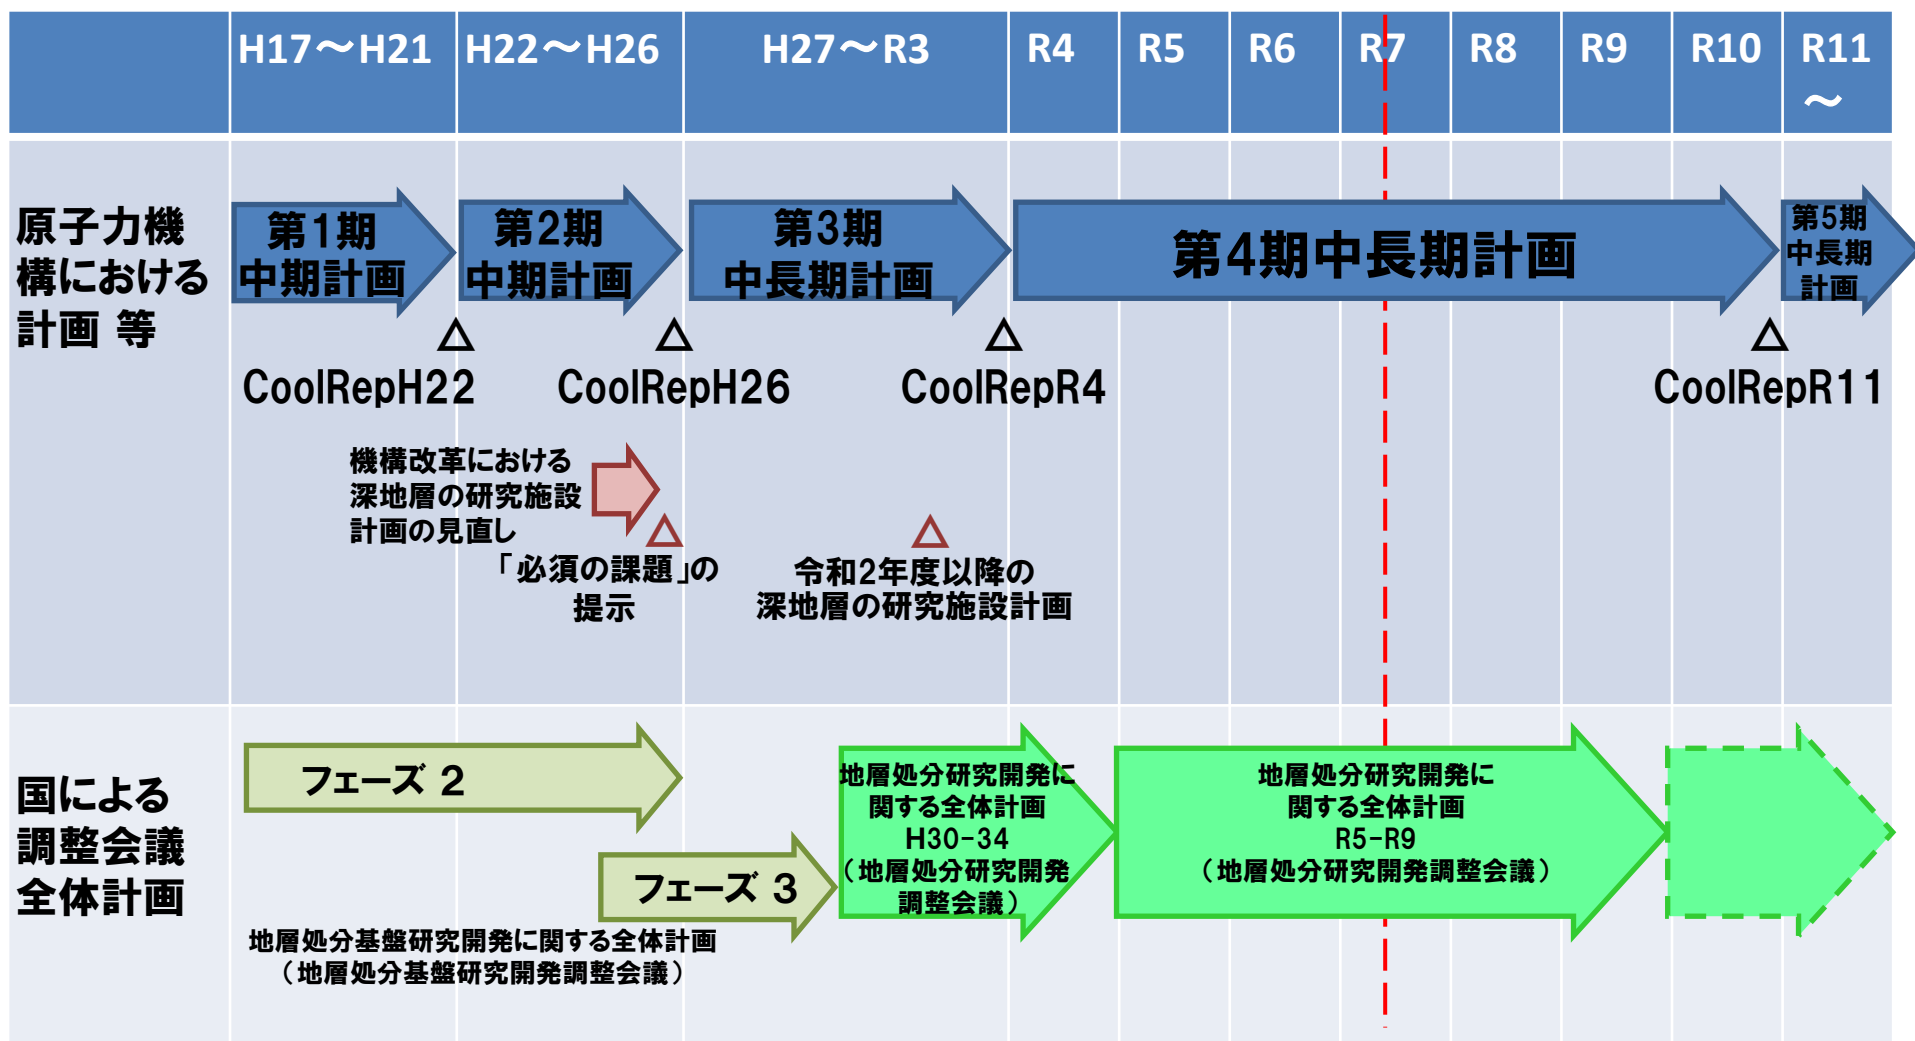 H17～H21
H22～H26
H27～R3
R4
R5
R6
R7
R8
R9
R10
R11
～
原子力機
構における
計画 等
第1期
中期計画
第2期
中期計画
第3期
中長期計画
第4期中長期計画
第5期
中長期
計画
CoolRepH22
CoolRepH26
CoolRepR4
CoolRepR11
機構改革における
深地層の研究施設
計画の見直し
「必須の課題」の
提示
令和2年度以降の
深地層の研究施設計画
国による
調整会議
全体計画
フェーズ 2
フェーズ 3
地層処分基盤研究開発に関する全体計画
（地層処分基盤研究開発調整会議）
地層処分研究開発に
関する全体計画
H30-34
（地層処分研究開発
調整会議）
地層処分研究開発に
関する全体計画
R5-R9
（地層処分研究開発調整会議）